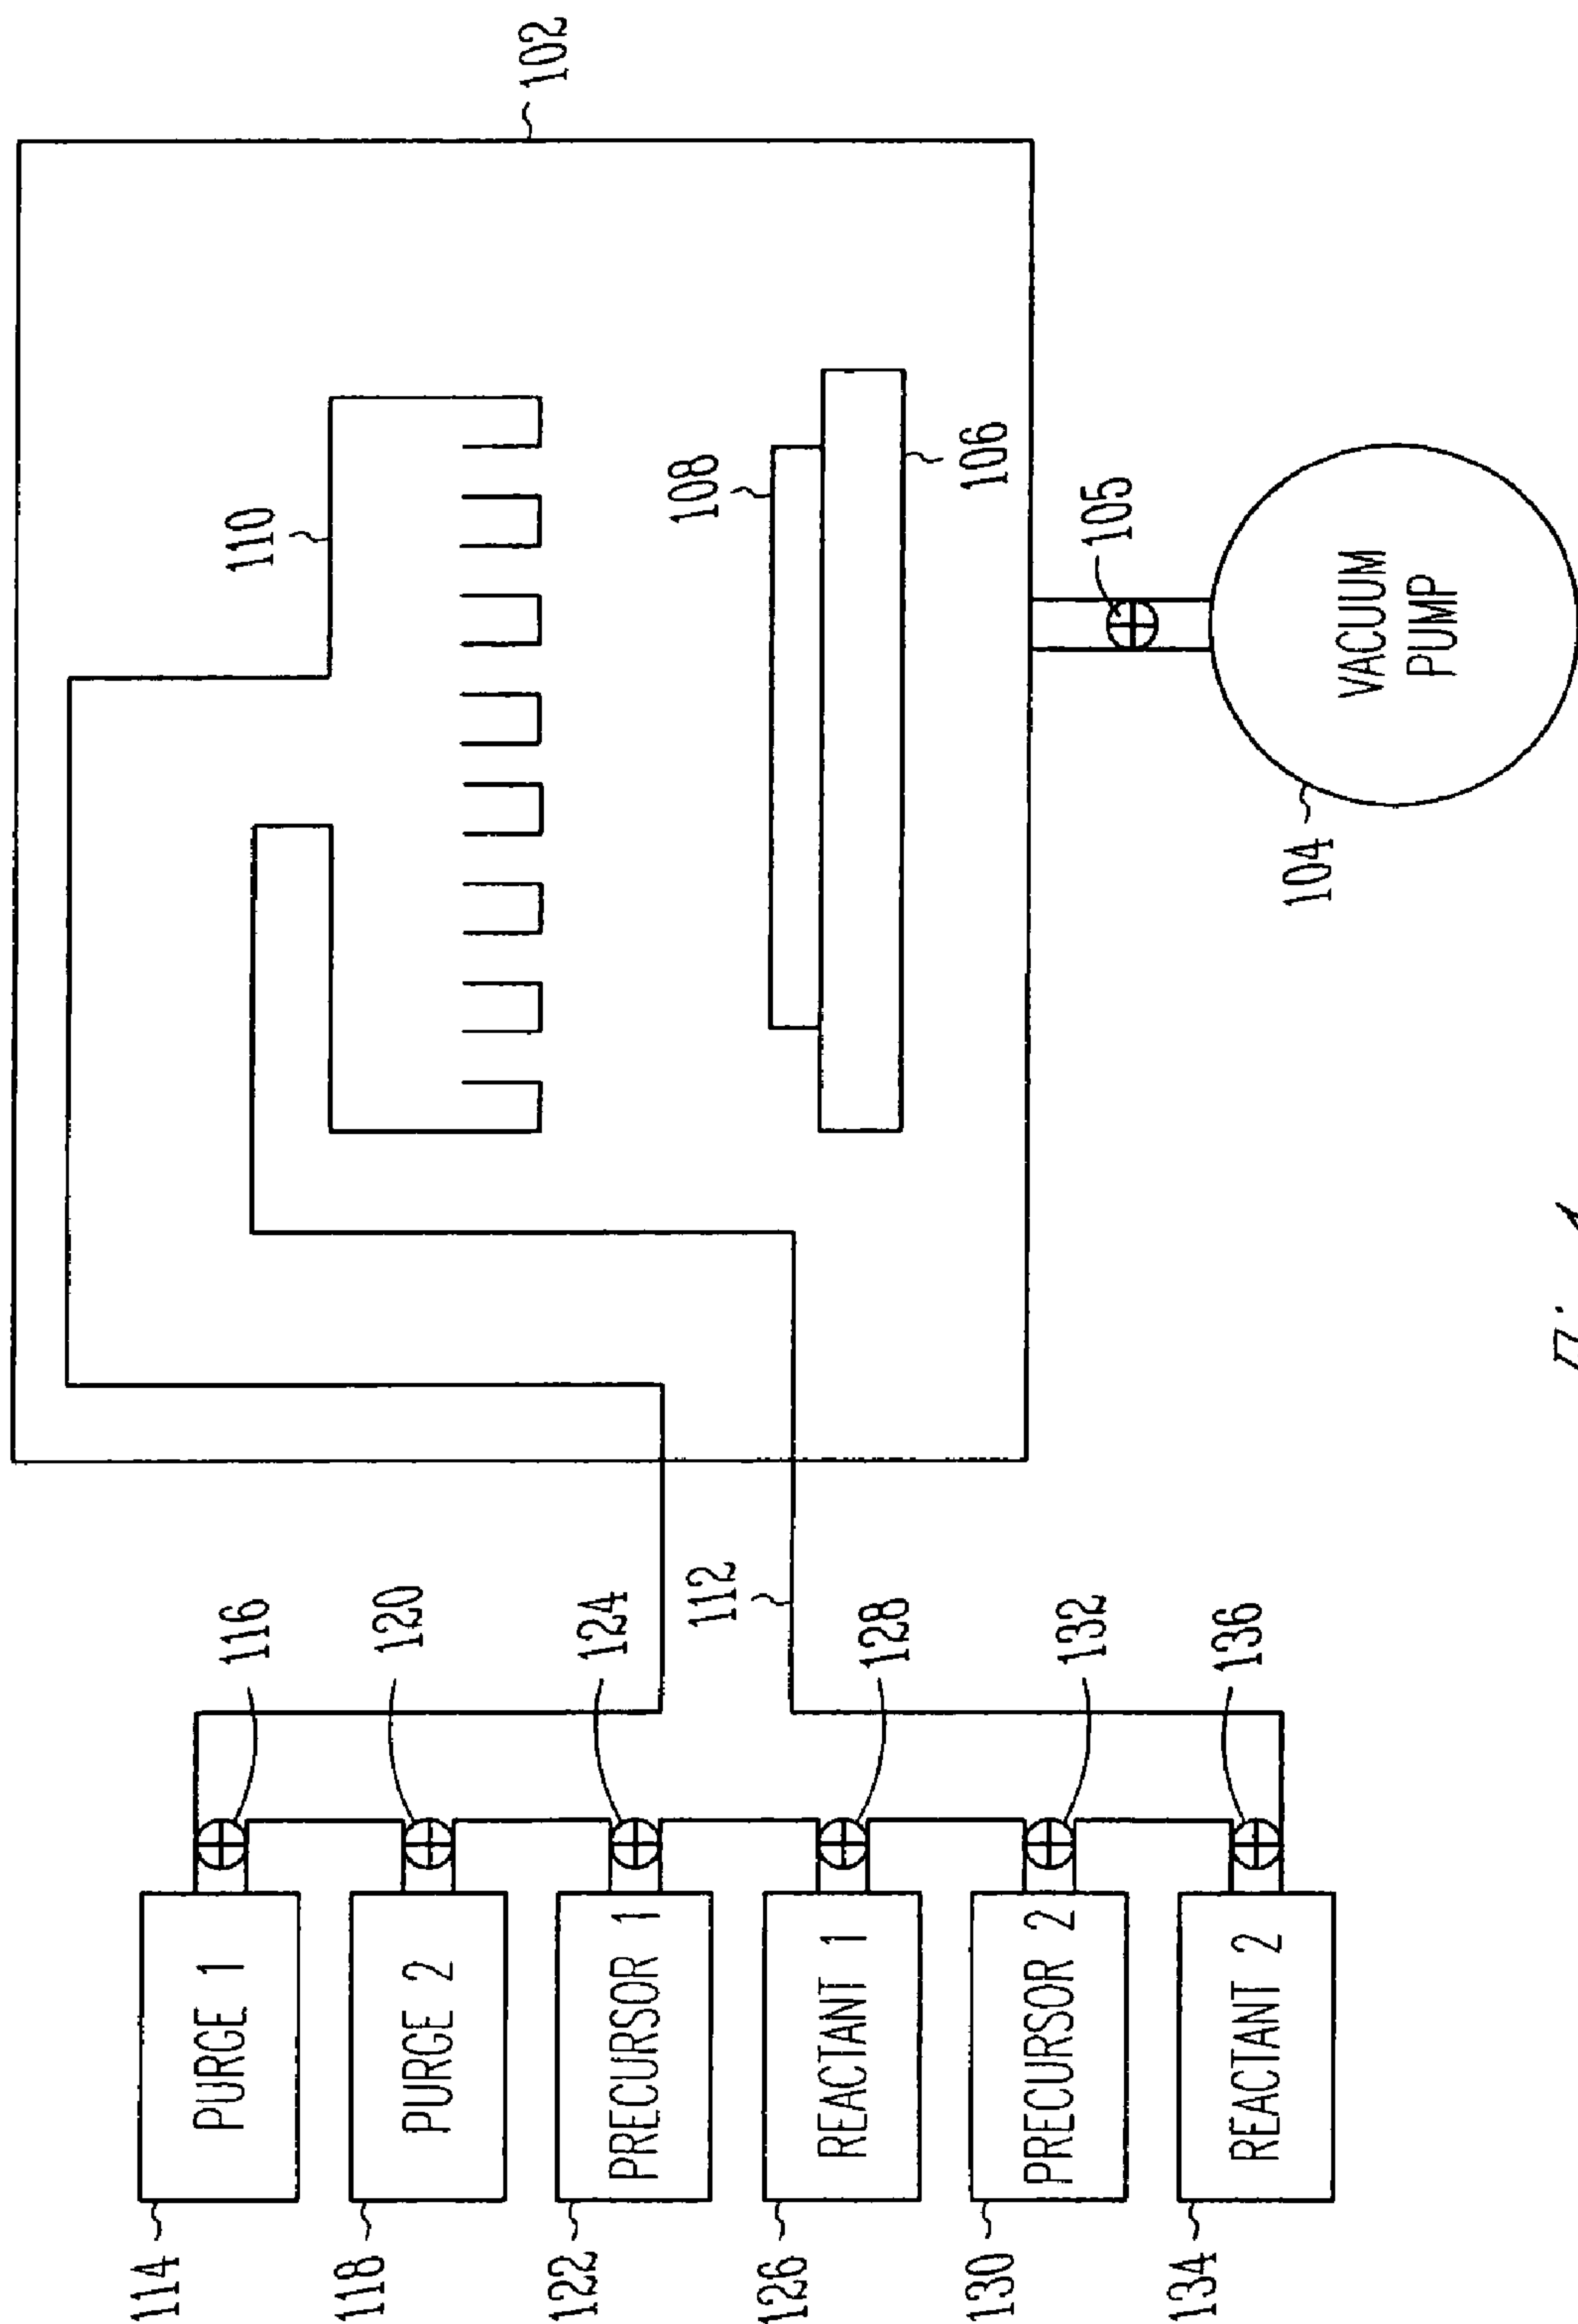 102
110
108
106
105
VACUUM
PUMP
104
112
116
120
124
128
132
136
PURGE 1
PURGE 2
PRECURSOR 1
REACTANT 1
PRECURSOR 2
REACTANT 2
114
118
122
126
130
134